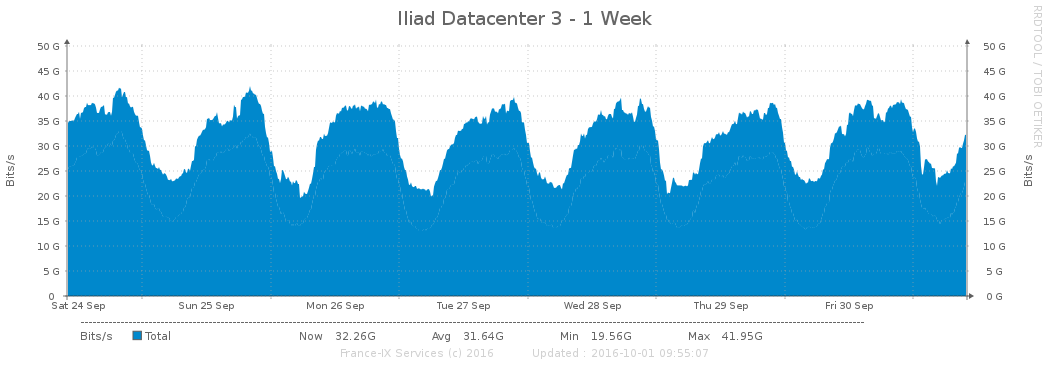 Iliad Datacenter 3 - 1 Week
RRDTOOL / TOBI OETIKER
Bits/s
50 G
45 G
40 G
35 G
30 G
25 G
20 G
15 G
10 G
5 G
0
50 G
45 G
40 G
35 G
30 G
25 G
20 G
15 G
10 G
5 G
0 G
Bits/s
Sat 24 Sep Sun 25 Sep Mon 26 Sep Tue 27 Sep Wed 28 Sep Thu 29 Sep Fri 30 Sep
Bits/s Total Now 32.26G Avg 31.64G Min 19.56G Max 41.95G
France-IX Services (c) 2016 Updated : 2016-10-01 09:55:07